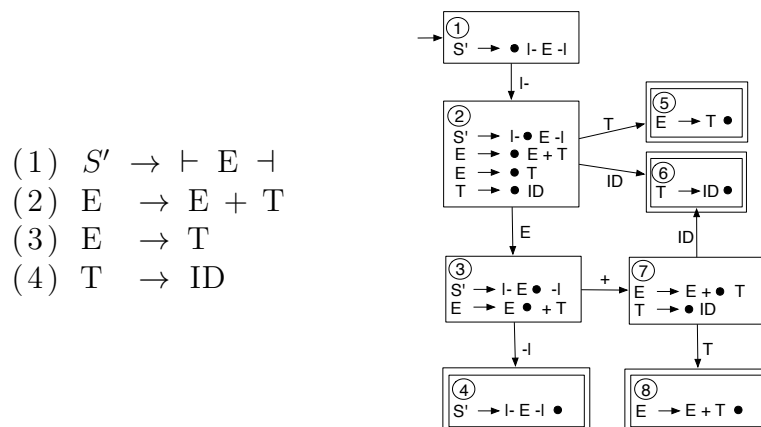 (1) S′ → ⊢ E ⊣
(2) E → E + T
(3) E → T
(4) T → ID
1
S' → ● |- E -|
|-
2
S' → |- ● E -|
E → ● E + T
E → ● T
T → ● ID
T
5
E → T ●
ID
6
T → ID ●
E
ID
3
S' → |- E ● -|
E → E ● + T
+
7
E → E + ● T
T → ● ID
-|
T
4
S' → |- E -| ●
8
E → E + T ●